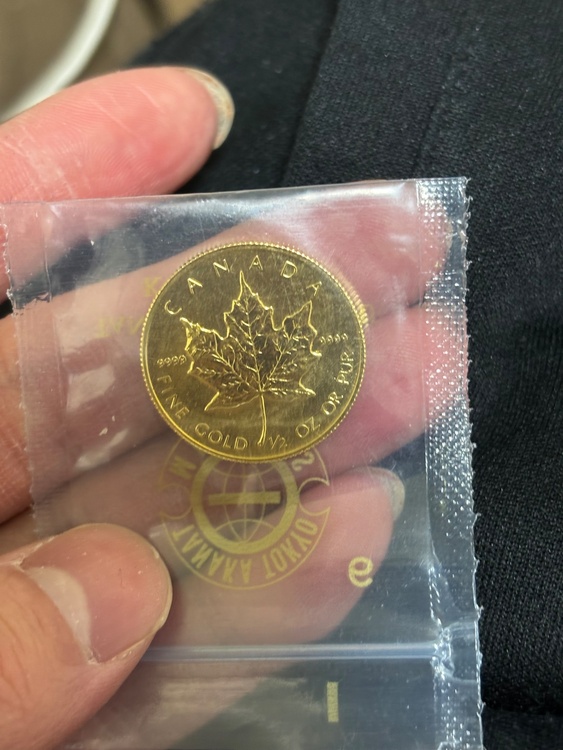 CANADA
9999 9999
FINE GOLD 1/2 OZ OR PUR
TOKYO TANAKA